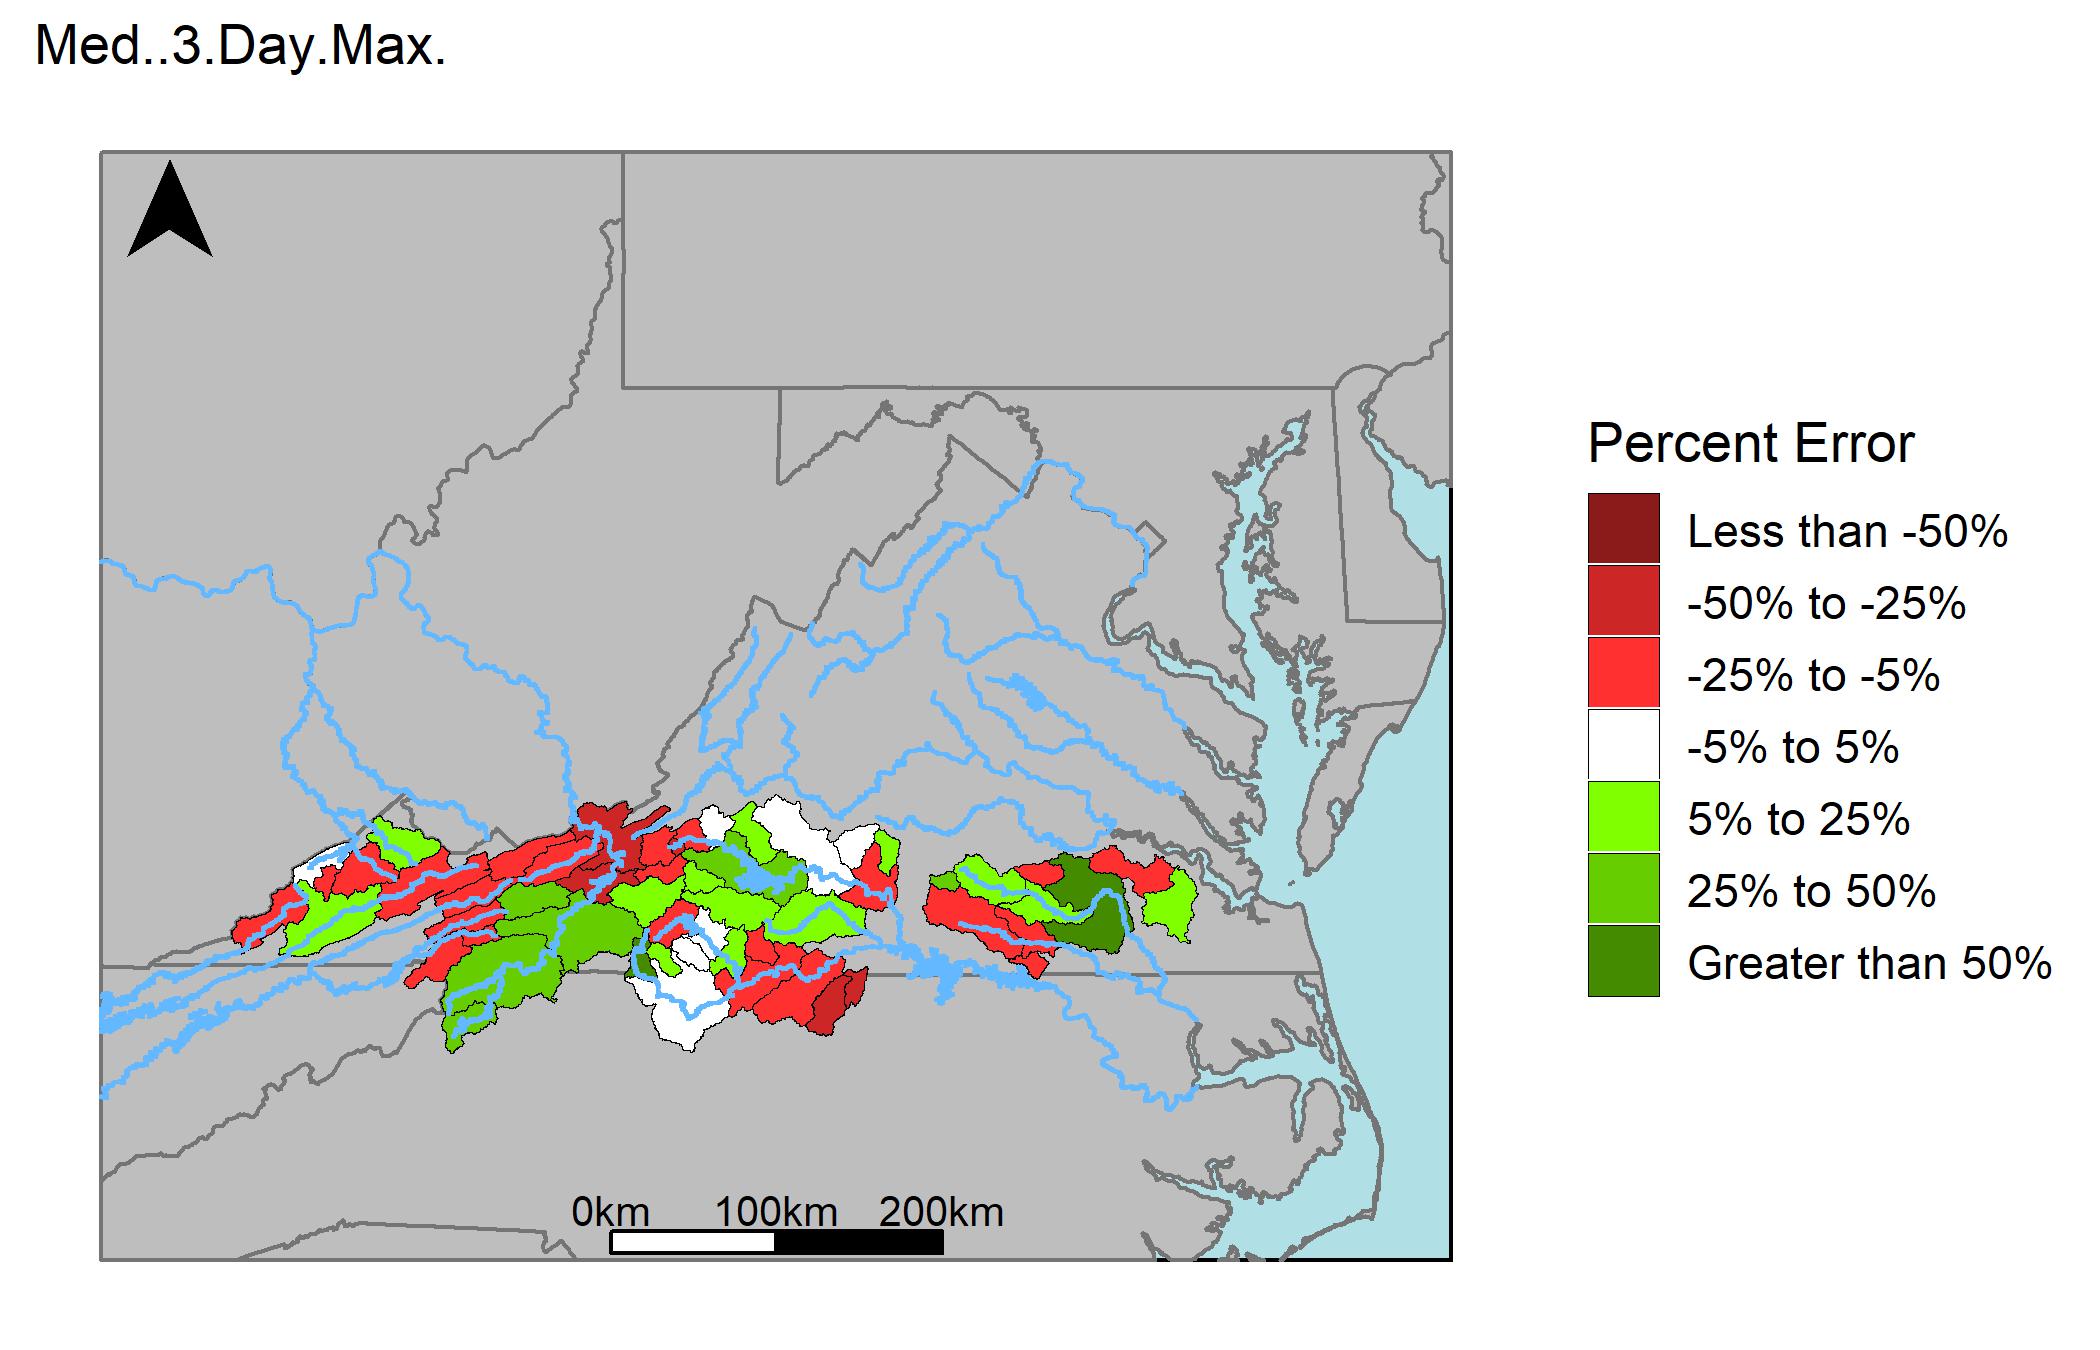 Med..3.Day.Max.
Percent Error
Less than -50%
-50% to -25%
-25% to -5%
-5% to 5%
5% to 25%
25% to 50%
Greater than 50%
0km 100km 200km